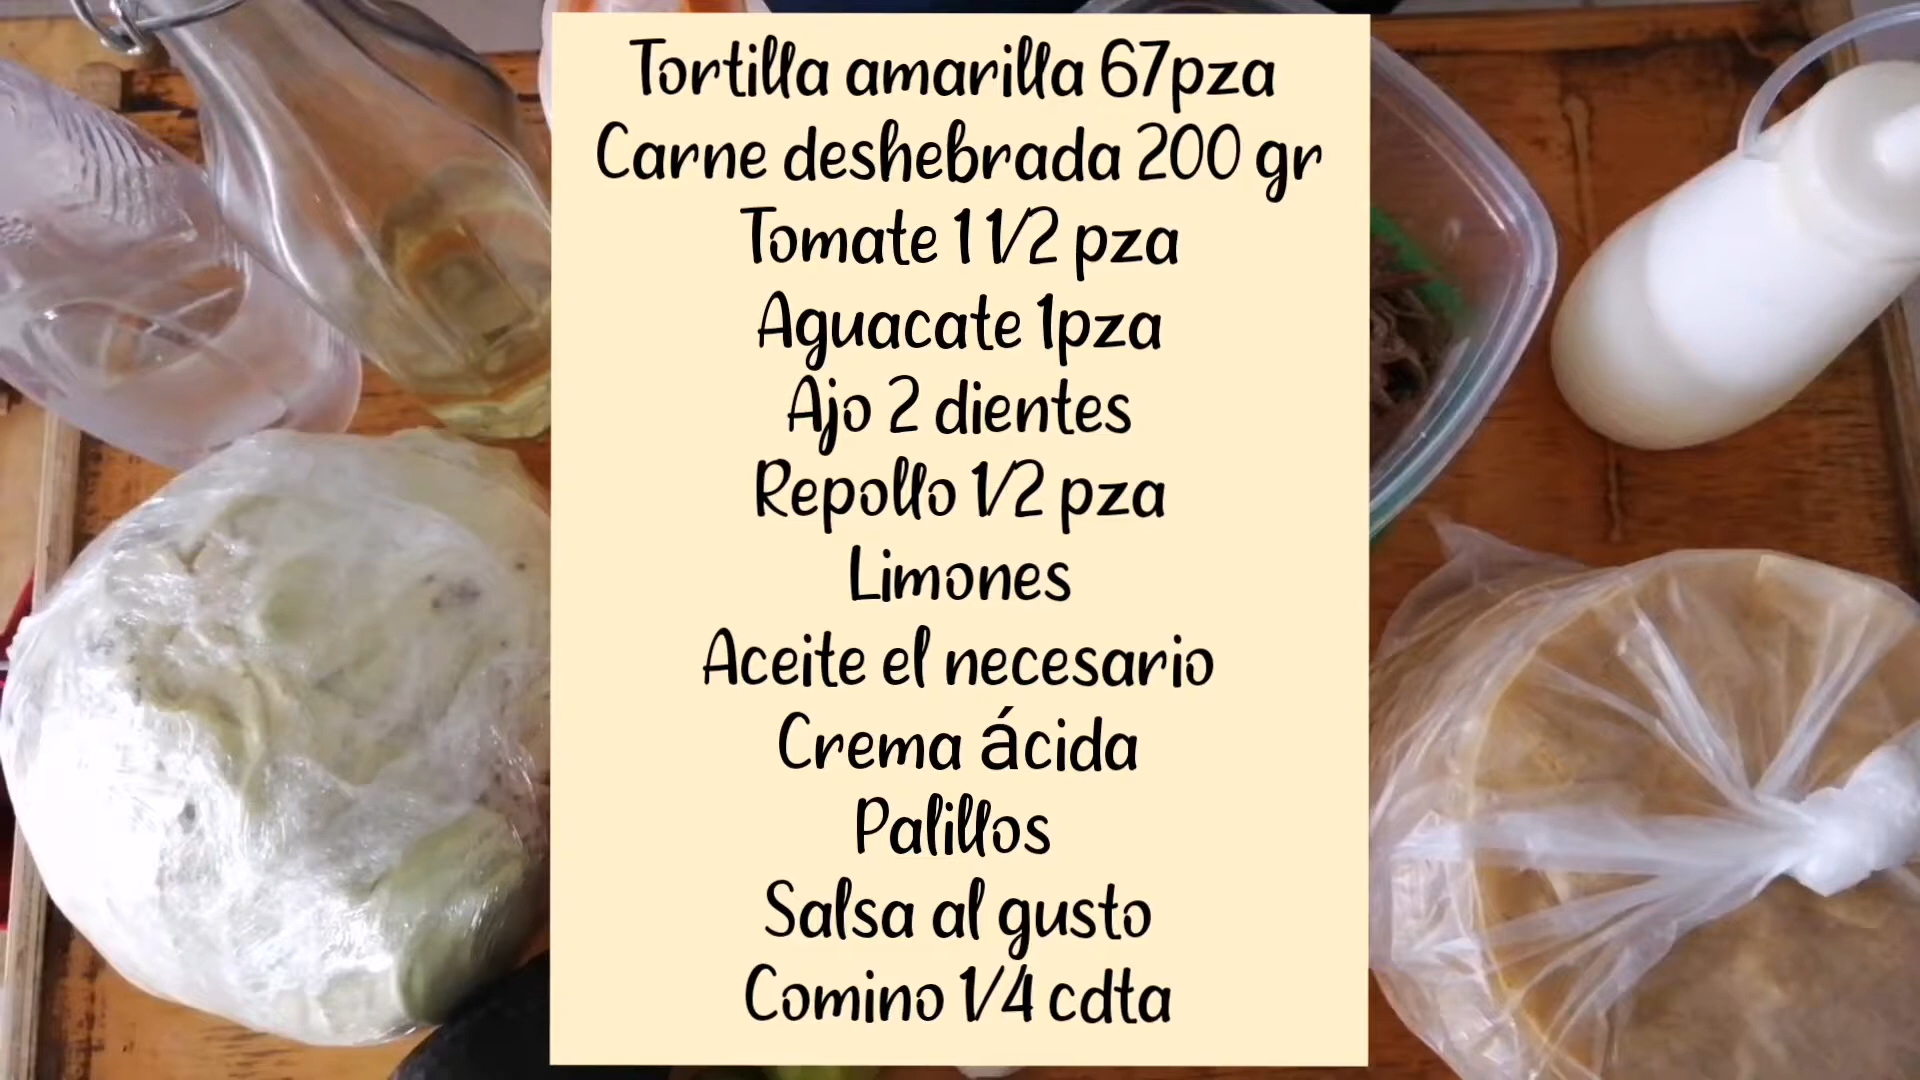 Tortilla amarilla 67pza
Carne deshebrada 200 gr
Tomate 1 1/2 pza
Aguacate 1pza
Ajo 2 dientes
Repollo 1/2 pza
Limones
Aceite el necesario
Crema ácida
Palillos
Salsa al gusto
Comino 1/4 cdta